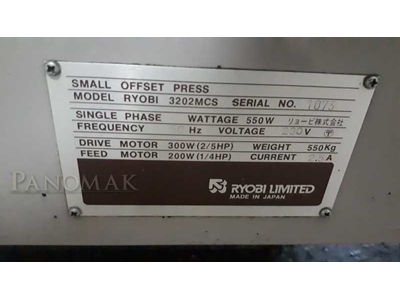 SMALL OFFSET PRESS
MODEL RYOBI 3202MCS SERIAL NO. 1073
SINGLE PHASE WATTAGE 550W リョービ株式会社
FREQUENCY Hz VOLTAGE 230V
DRIVE MOTOR 300W (2/5HP) WEIGHT 550Kg
FEED MOTOR 200W (1/4HP) CURRENT A
PANOMAK
RYOBI LIMITED
MADE IN JAPAN